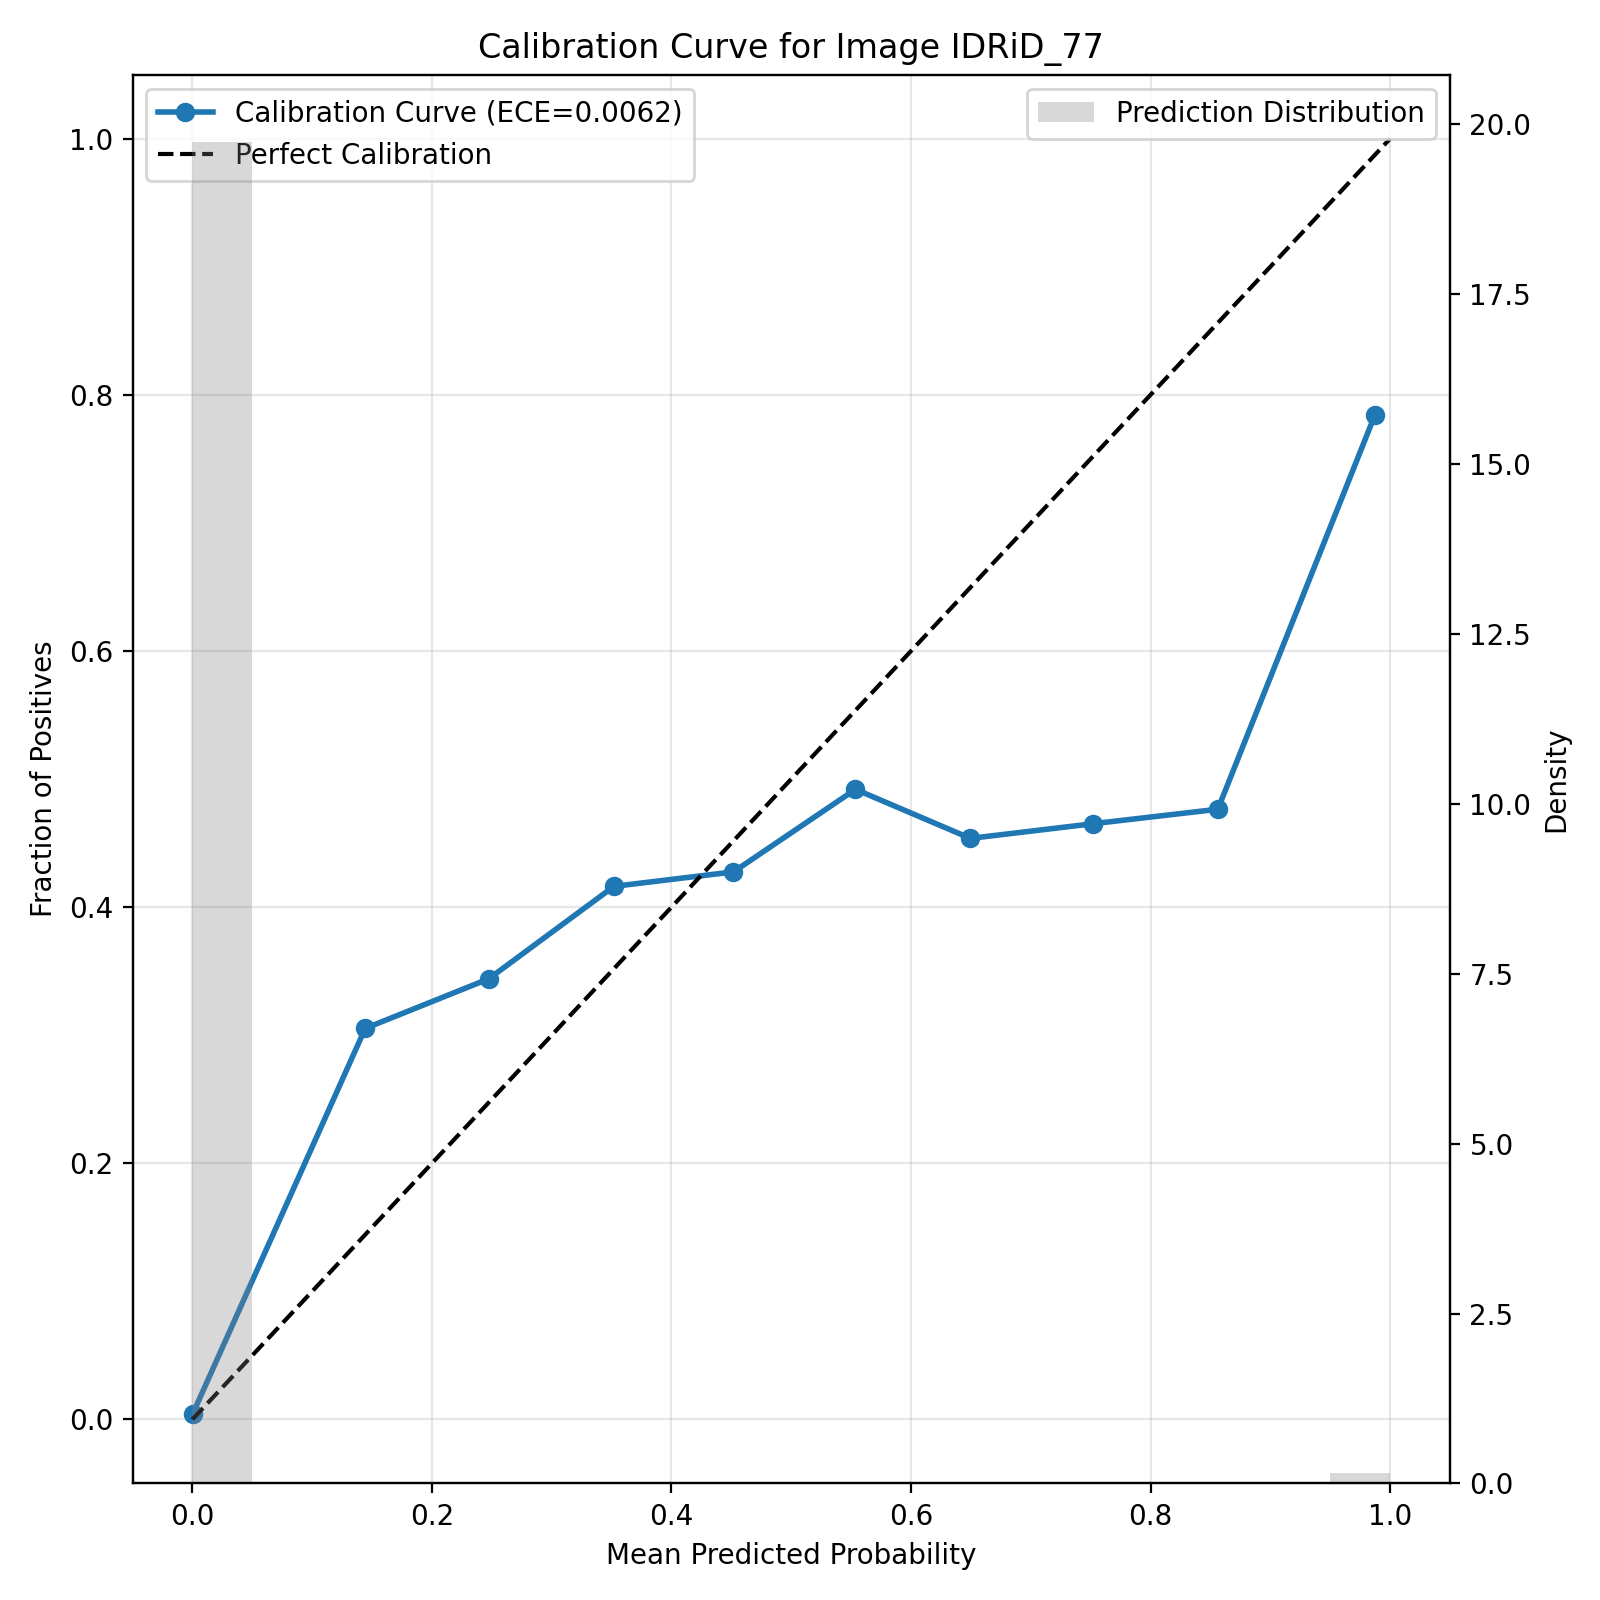 Calibration Curve for Image IDRiD_77
Calibration Curve (ECE=0.0062)
Perfect Calibration
Prediction Distribution
Fraction of Positives
1.0
0.8
0.6
0.4
0.2
0.0
20.0
17.5
15.0
12.5
10.0
7.5
5.0
2.5
0.0
Density
0.0 0.2 0.4 0.6 0.8 1.0
Mean Predicted Probability